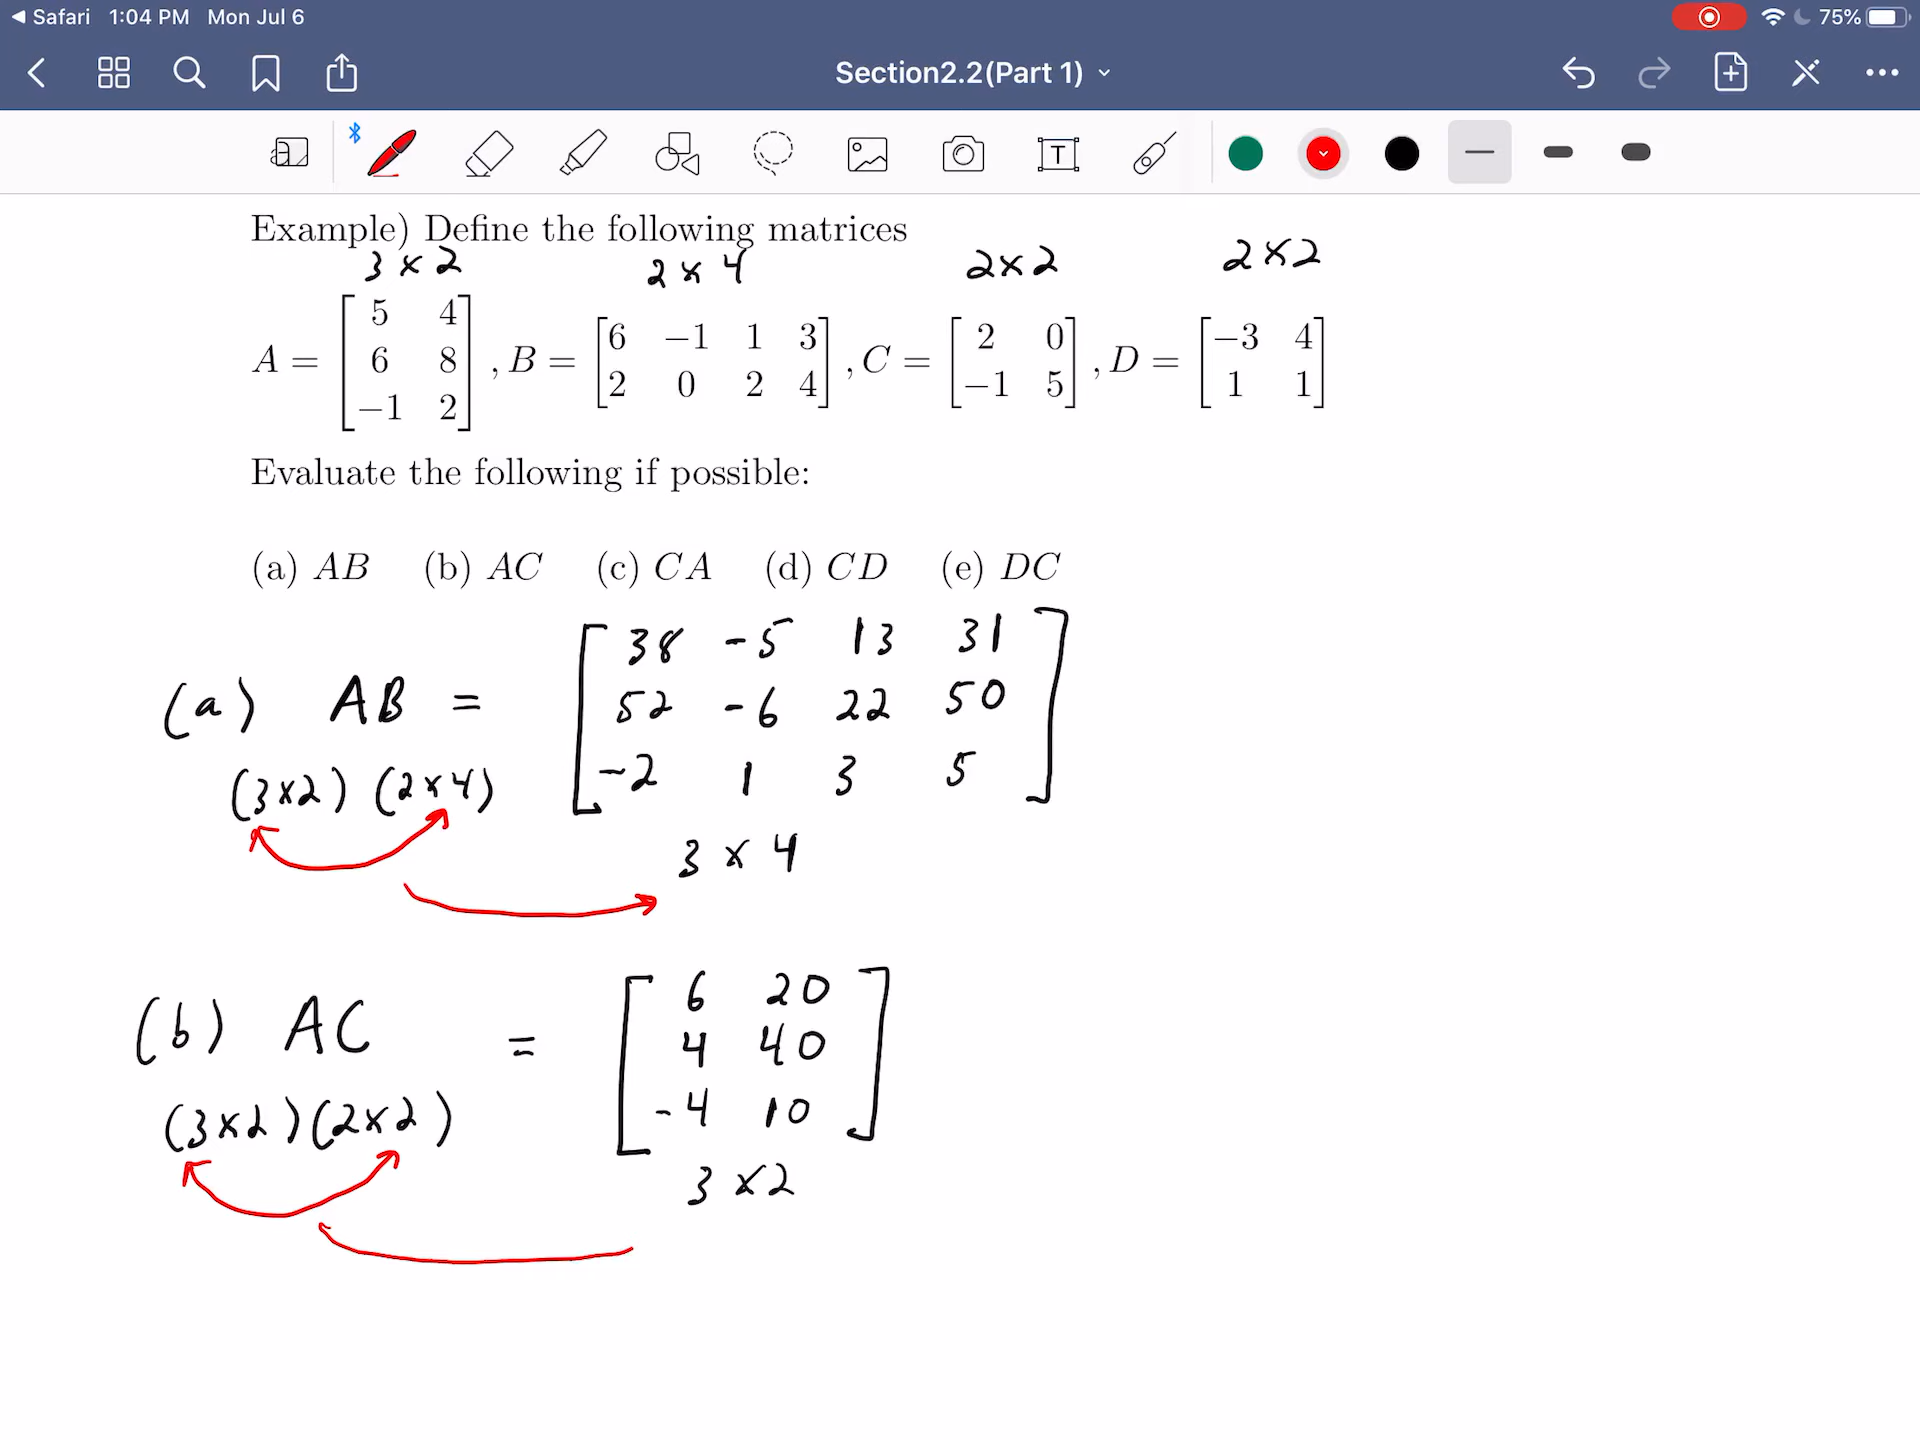 Safari 1:04 PM Mon Jul 6 75%
Section2.2(Part 1)
Example) Define the following matrices
3 × 2 2 × 4 2×2 2×2
A = [5 4; 6 8; −1 2], B = [6 −1 1 3; 2 0 2 4], C = [2 0; −1 5], D = [−3 4; 1 1]
Evaluate the following if possible:
(a) AB (b) AC (c) CA (d) CD (e) DC
38 -5 13 31
(a) AB = 52 -6 22 50
-2 1 3 5
(3×2) (2×4)
3 × 4
6 20
(b) AC = 4 40
-4 10
(3×2)(2×2)
3 ×2